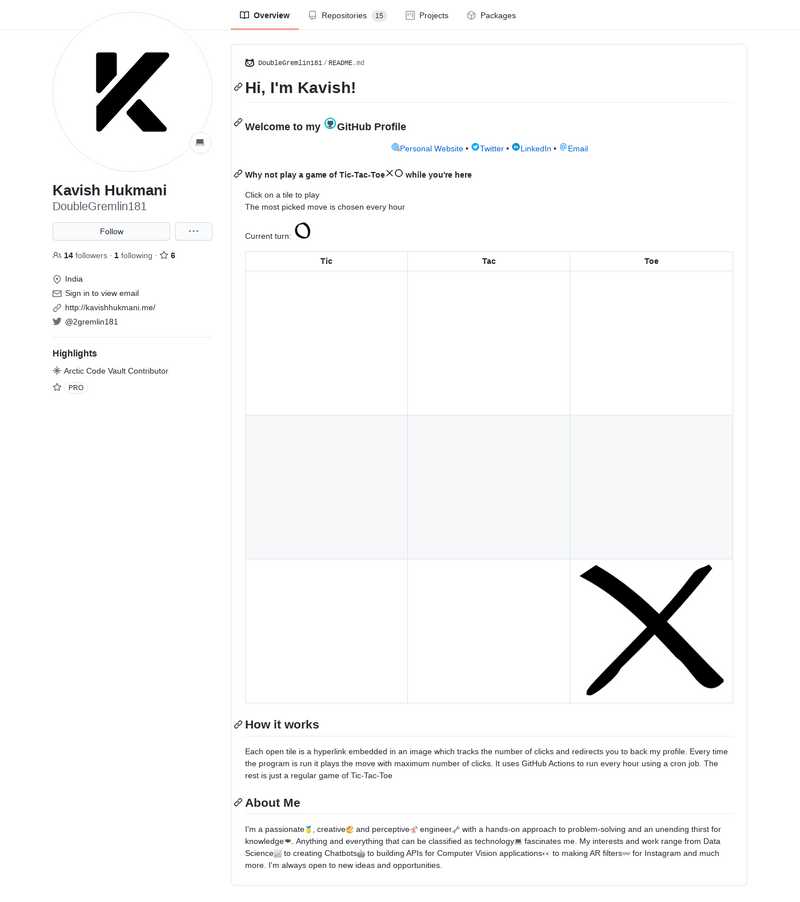 Overview
Repositories 15
Projects
Packages
Kavish Hukmani
DoubleGremlin181
Follow
14 followers · 1 following · 6
India
Sign in to view email
http://kavishhukmani.me/
@2gremlin181
Highlights
Arctic Code Vault Contributor
PRO
DoubleGremlin181 / README.md
Hi, I'm Kavish!
Welcome to my GitHub Profile
Personal Website • Twitter • LinkedIn • Email
Why not play a game of Tic-Tac-Toe while you're here
Click on a tile to play
The most picked move is chosen every hour
Current turn:
Tic Tac Toe
How it works
Each open tile is a hyperlink embedded in an image which tracks the number of clicks and redirects you to back my profile. Every time
the program is run it plays the move with maximum number of clicks. It uses GitHub Actions to run every hour using a cron job. The
rest is just a regular game of Tic-Tac-Toe
About Me
I'm a passionate, creative and perceptive engineer with a hands-on approach to problem-solving and an unending thirst for
knowledge. Anything and everything that can be classified as technology fascinates me. My interests and work range from Data
Science to creating Chatbots to building APIs for Computer Vision applications to making AR filters for Instagram and much
more. I'm always open to new ideas and opportunities.